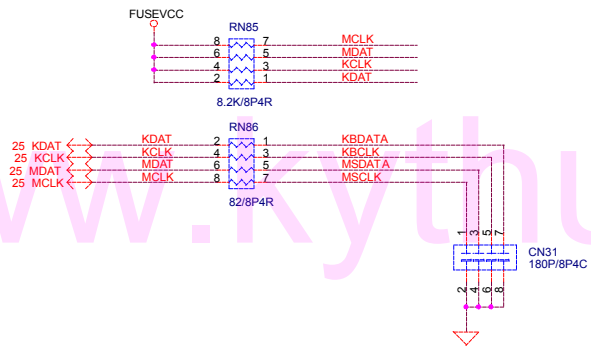 FUSEVCC
RN85
8 7 MCLK
6 5 MDAT
4 3 KCLK
2 1 KDAT
8.2K/8P4R
RN86
25 KDAT KDAT 2 1 KBDATA
25 KCLK KCLK 4 3 KBCLK
25 MDAT MDAT 6 5 MSDATA
25 MCLK MCLK 8 7 MSCLK
82/8P4R
1 3 5 7
CN31
180P/8P4C
2 4 6 8
w.kythu